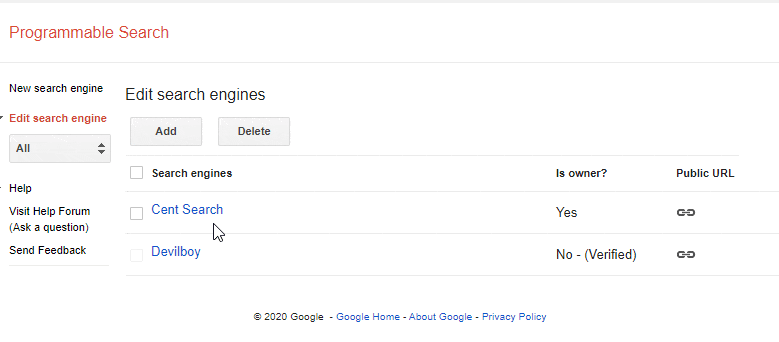 Programmable Search
New search engine
Edit search engine
All
Help
Visit Help Forum
(Ask a question)
Send Feedback
Edit search engines
Add Delete
Search engines Is owner? Public URL
Cent Search Yes
Devilboy No - (Verified)
© 2020 Google - Google Home - About Google - Privacy Policy